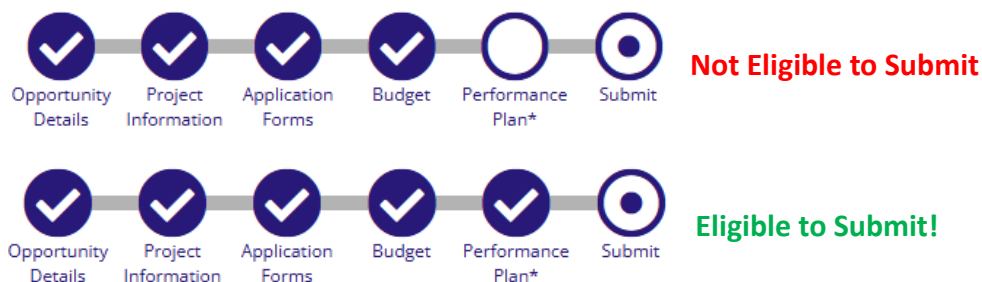 Opportunity Details
Project Information
Application Forms
Budget
Performance Plan*
Submit
Not Eligible to Submit
Opportunity Details
Project Information
Application Forms
Budget
Performance Plan*
Submit
Eligible to Submit!